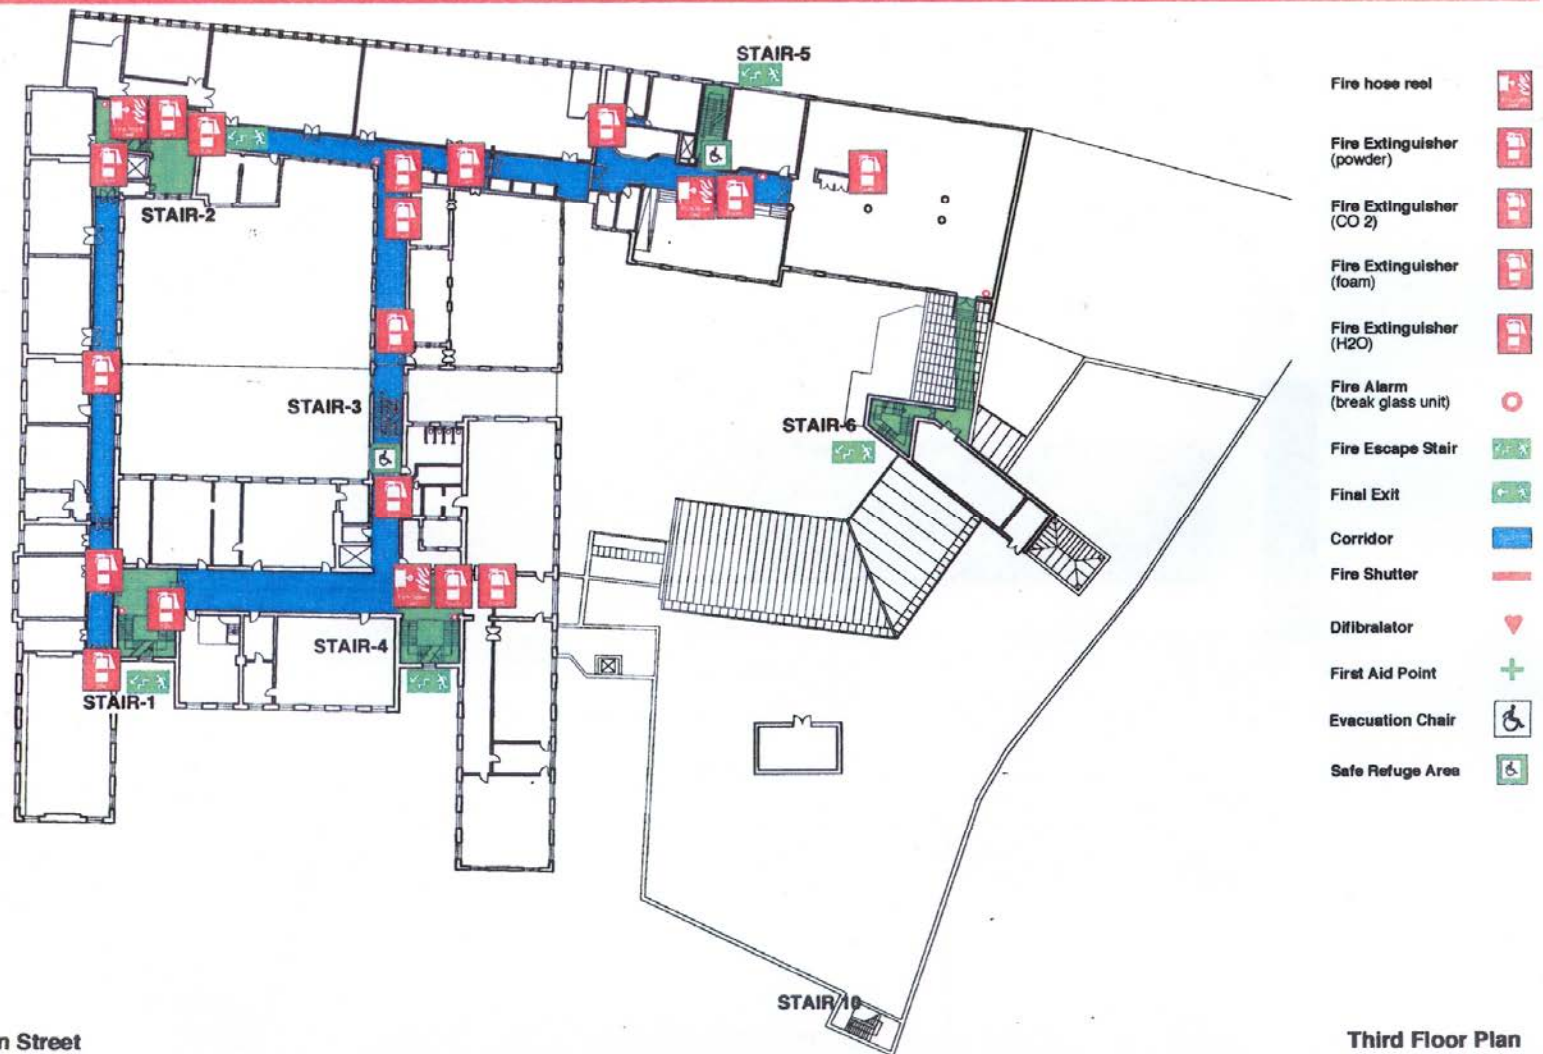 STAIR-5
STAIR-2
STAIR-3
STAIR-6
STAIR-4
STAIR-1
STAIR 10
Fire hose reel
Fire Extinguisher
(powder)
Fire Extinguisher
(CO 2)
Fire Extinguisher
(foam)
Fire Extinguisher
(H2O)
Fire Alarm
(break glass unit)
Fire Escape Stair
Final Exit
Corridor
Fire Shutter
Difibralator
First Aid Point
Evacuation Chair
Safe Refuge Area
n Street
Third Floor Plan